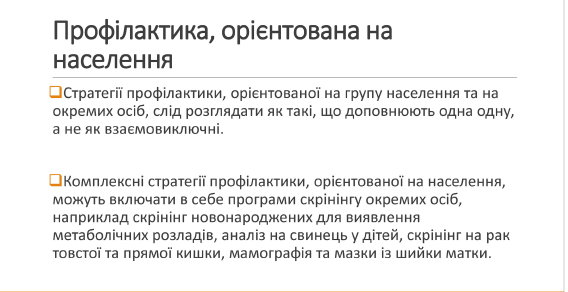 Профілактика, орієнтована на
населення
Стратегії профілактики, орієнтованої на групу населення та на
окремих осіб, слід розглядати як такі, що доповнюють одна одну,
а не як взаємовиключні.
Комплексні стратегії профілактики, орієнтованої на населення,
можуть включати в себе програми скринінгу окремих осіб,
наприклад скринінг новонароджених для виявлення
метаболічних розладів, аналіз на свинець у дітей, скринінг на рак
товстої та прямої кишки, мамографія та мазки із шийки матки.